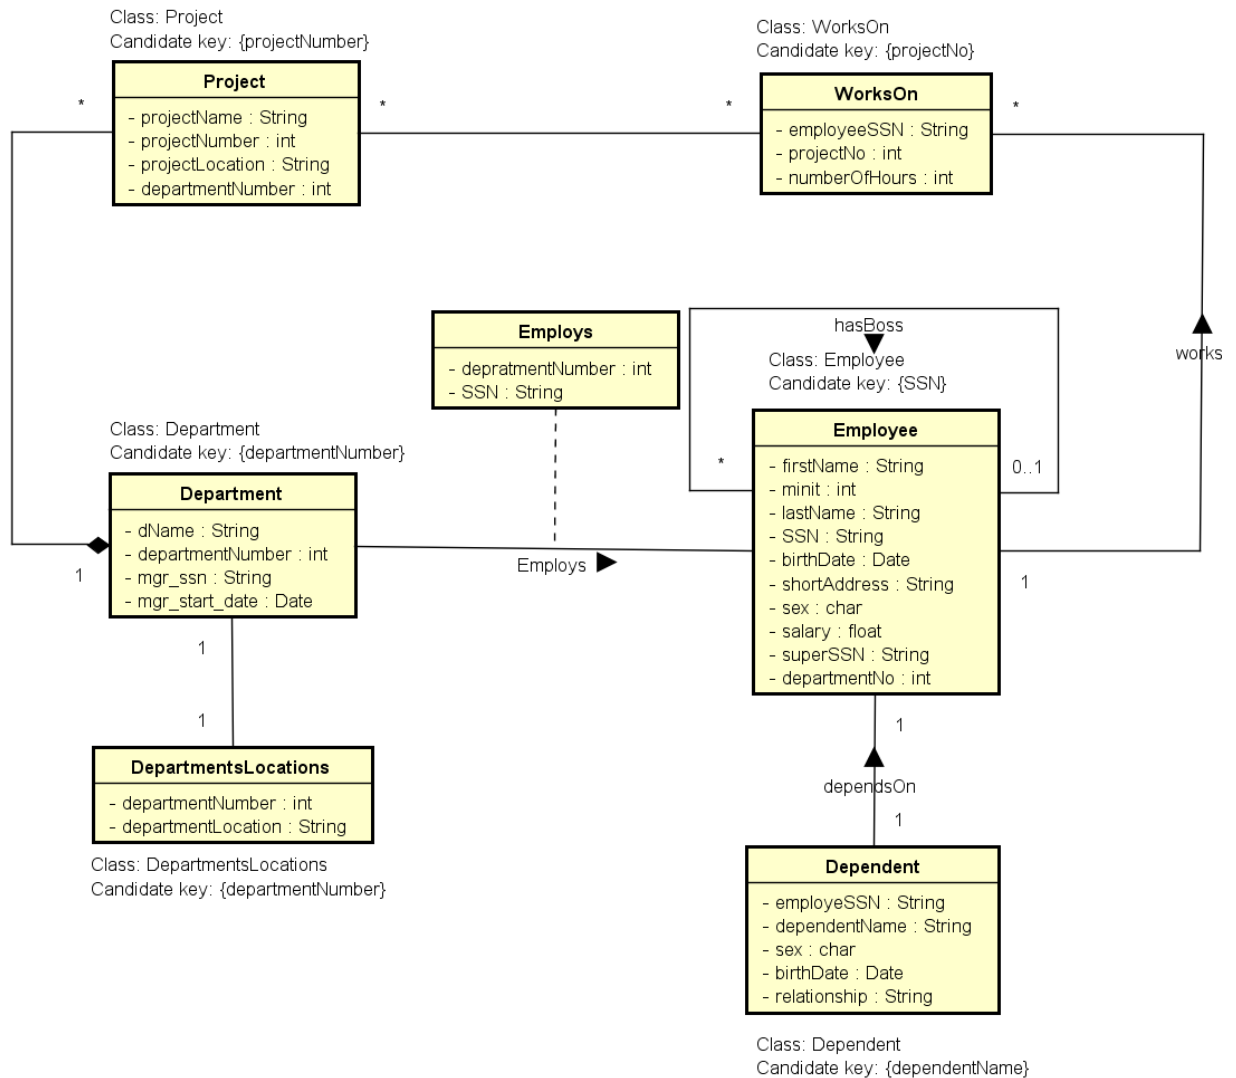 Class: Project
Candidate key: {projectNumber}
Project
- projectName : String
- projectNumber : int
- projectLocation : String
- departmentNumber : int
*
*
Class: WorksOn
Candidate key: {projectNo}
WorksOn
- employeeSSN : String
- projectNo : int
- numberOfHours : int
*
*
Employs
- depratmentNumber : int
- SSN : String
hasBoss
works
Class: Employee
Candidate key: {SSN}
Employee
- firstName : String
- minit : int
- lastName : String
- SSN : String
- birthDate : Date
- shortAddress : String
- sex : char
- salary : float
- superSSN : String
- departmentNo : int
*
0..1
1
Class: Department
Candidate key: {departmentNumber}
Department
- dName : String
- departmentNumber : int
- mgr_ssn : String
- mgr_start_date : Date
Employs
1
1
1
DepartmentsLocations
- departmentNumber : int
- departmentLocation : String
Class: DepartmentsLocations
Candidate key: {departmentNumber}
1
dependsOn
1
Dependent
- employeSSN : String
- dependentName : String
- sex : char
- birthDate : Date
- relationship : String
Class: Dependent
Candidate key: {dependentName}